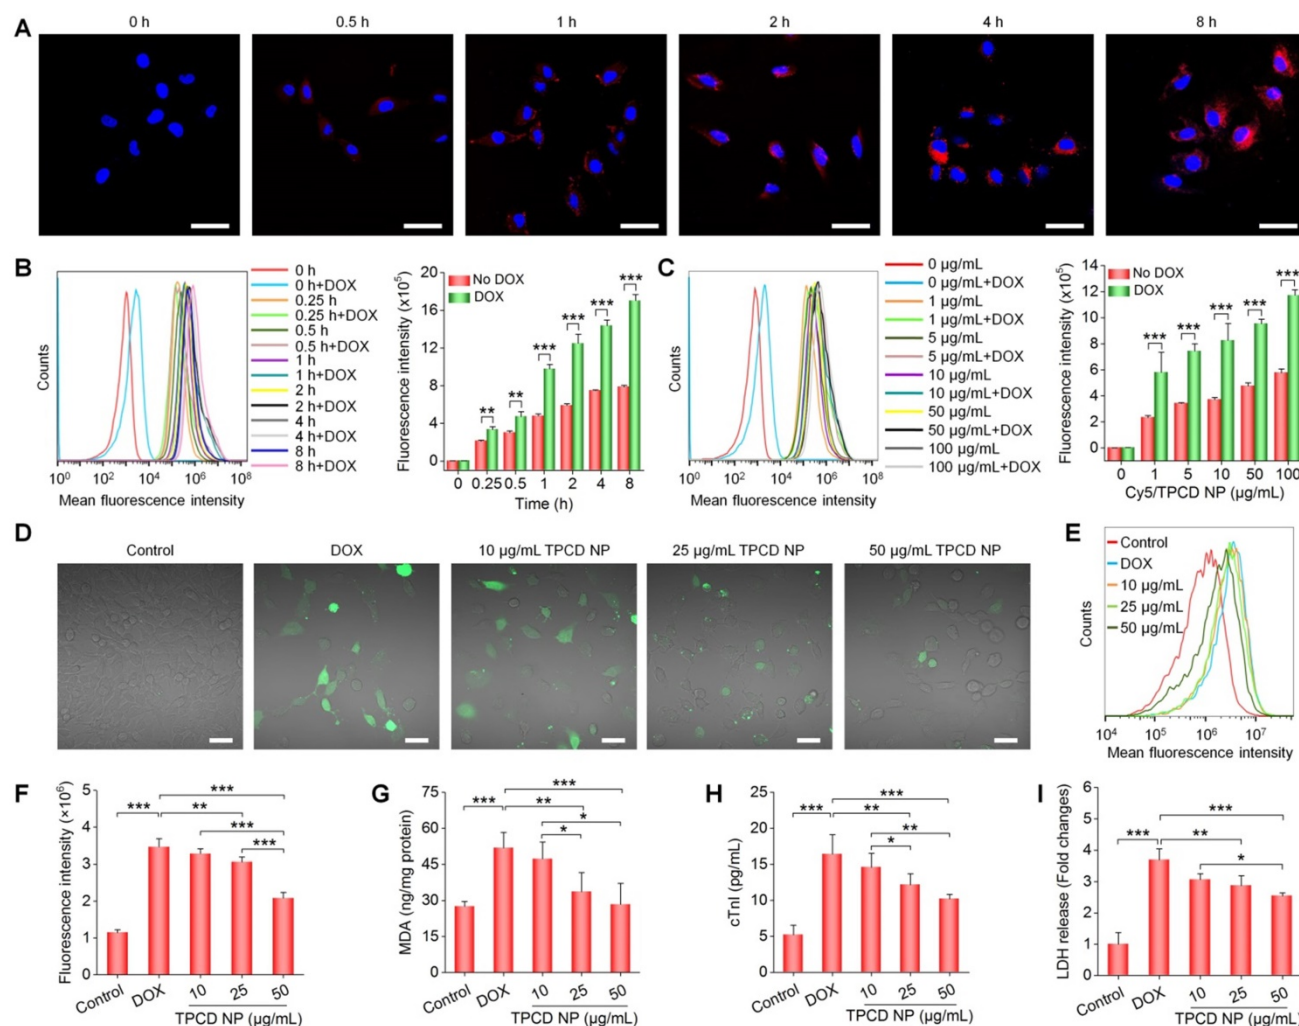 A
0 h
0.5 h
1 h
2 h
4 h
8 h
B
Counts
10⁰ 10² 10⁴ 10⁶ 10⁸
Mean fluorescence intensity
0 h
0 h+DOX
0.25 h
0.25 h+DOX
0.5 h
0.5 h+DOX
1 h
1 h+DOX
2 h
2 h+DOX
4 h
4 h+DOX
8 h
8 h+DOX
Fluorescence intensity (×10⁵)
20
16
12
8
4
0
No DOX
DOX
** ** *** *** *** ***
0 0.25 0.5 1 2 4 8
Time (h)
C
Counts
10⁰ 10² 10⁴ 10⁶ 10⁸
Mean fluorescence intensity
0 µg/mL
0 µg/mL+DOX
1 µg/mL
1 µg/mL+DOX
5 µg/mL
5 µg/mL+DOX
10 µg/mL
10 µg/mL+DOX
50 µg/mL
50 µg/mL+DOX
100 µg/mL
100 µg/mL+DOX
Fluorescence intensity (×10⁵)
14
12
10
8
6
4
2
0
No DOX
DOX
*** *** *** *** ***
0 1 5 10 50 100
Cy5/TPCD NP (µg/mL)
D
Control
DOX
10 µg/mL TPCD NP
25 µg/mL TPCD NP
50 µg/mL TPCD NP
E
Control
DOX
10 µg/mL
25 µg/mL
50 µg/mL
Counts
10⁴ 10⁵ 10⁶ 10⁷
Mean fluorescence intensity
F
Fluorescence intensity (×10⁶)
5
4
3
2
1
0
***
*** **
***
***
Control DOX 10 25 50
TPCD NP (µg/mL)
G
MDA (ng/mg protein)
75
60
45
30
15
0
***
*** **
*
*
Control DOX 10 25 50
TPCD NP (µg/mL)
H
cTnI (pg/mL)
25
20
15
10
5
0
***
*** **
**
*
Control DOX 10 25 50
TPCD NP (µg/mL)
I
LDH release (Fold changes)
6
5
4
3
2
1
0
***
*** **
*
Control DOX 10 25 50
TPCD NP (µg/mL)